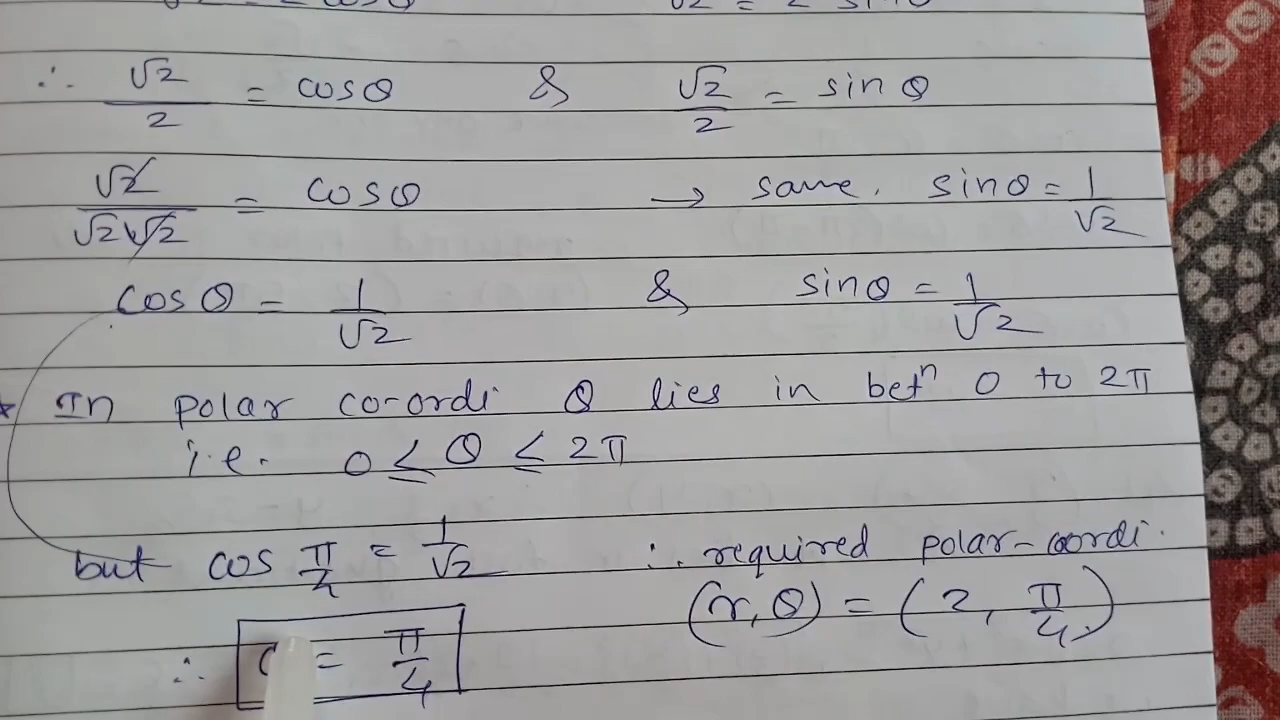 ∴ √2/2 = cosθ & √2/2 = sinθ
√2/√2√2 = cosθ → same. sinθ = 1/√2
cosθ = 1/√2 & sinθ = 1/√2
* In polar co-ordi θ lies in betⁿ 0 to 2π
i.e. 0 ≤ θ ≤ 2π
but cos π/4 = 1/√2 ∴ required polar-coordi.
(r, θ) = (2, π/4)
∴ = π/4